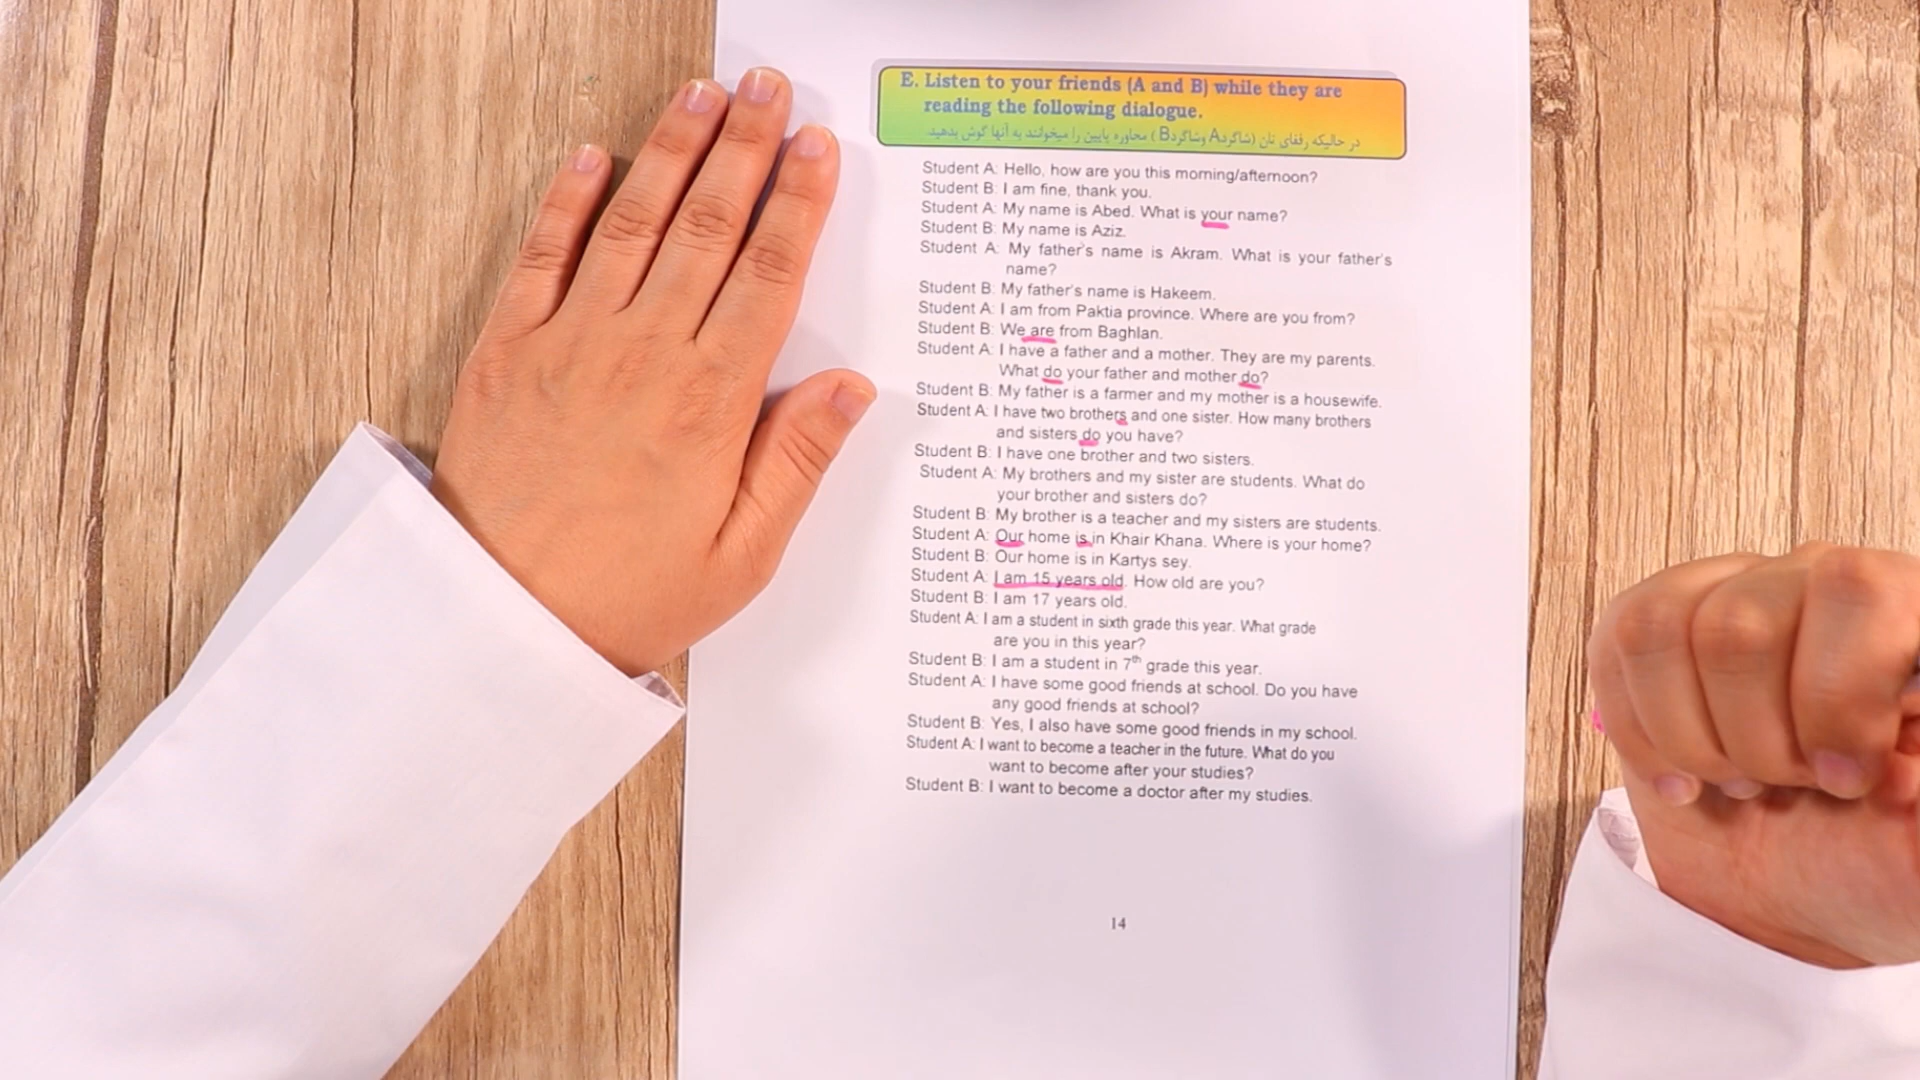 E. Listen to your friends (A and B) while they are
reading the following dialogue.
در حالیکه رفقای تان (شاگردA وشاگردB ) محاوره پایین را میخوانند به آنها گوش بدهید.
Student A: Hello, how are you this morning/afternoon?
Student B: I am fine, thank you.
Student A: My name is Abed. What is your name?
Student B: My name is Aziz.
Student A: My father's name is Akram. What is your father's
name?
Student B: My father's name is Hakeem.
Student A: I am from Paktia province. Where are you from?
Student B: We are from Baghlan.
Student A: I have a father and a mother. They are my parents.
What do your father and mother do?
Student B: My father is a farmer and my mother is a housewife.
Student A: I have two brothers and one sister. How many brothers
and sisters do you have?
Student B: I have one brother and two sisters.
Student A: My brothers and my sister are students. What do
your brother and sisters do?
Student B: My brother is a teacher and my sisters are students.
Student A: Our home is in Khair Khana. Where is your home?
Student B: Our home is in Kartys sey.
Student A: I am 15 years old. How old are you?
Student B: I am 17 years old.
Student A: I am a student in sixth grade this year. What grade
are you in this year?
Student B: I am a student in 7th grade this year.
Student A: I have some good friends at school. Do you have
any good friends at school?
Student B: Yes, I also have some good friends in my school.
Student A: I want to become a teacher in the future. What do you
want to become after your studies?
Student B: I want to become a doctor after my studies.
14